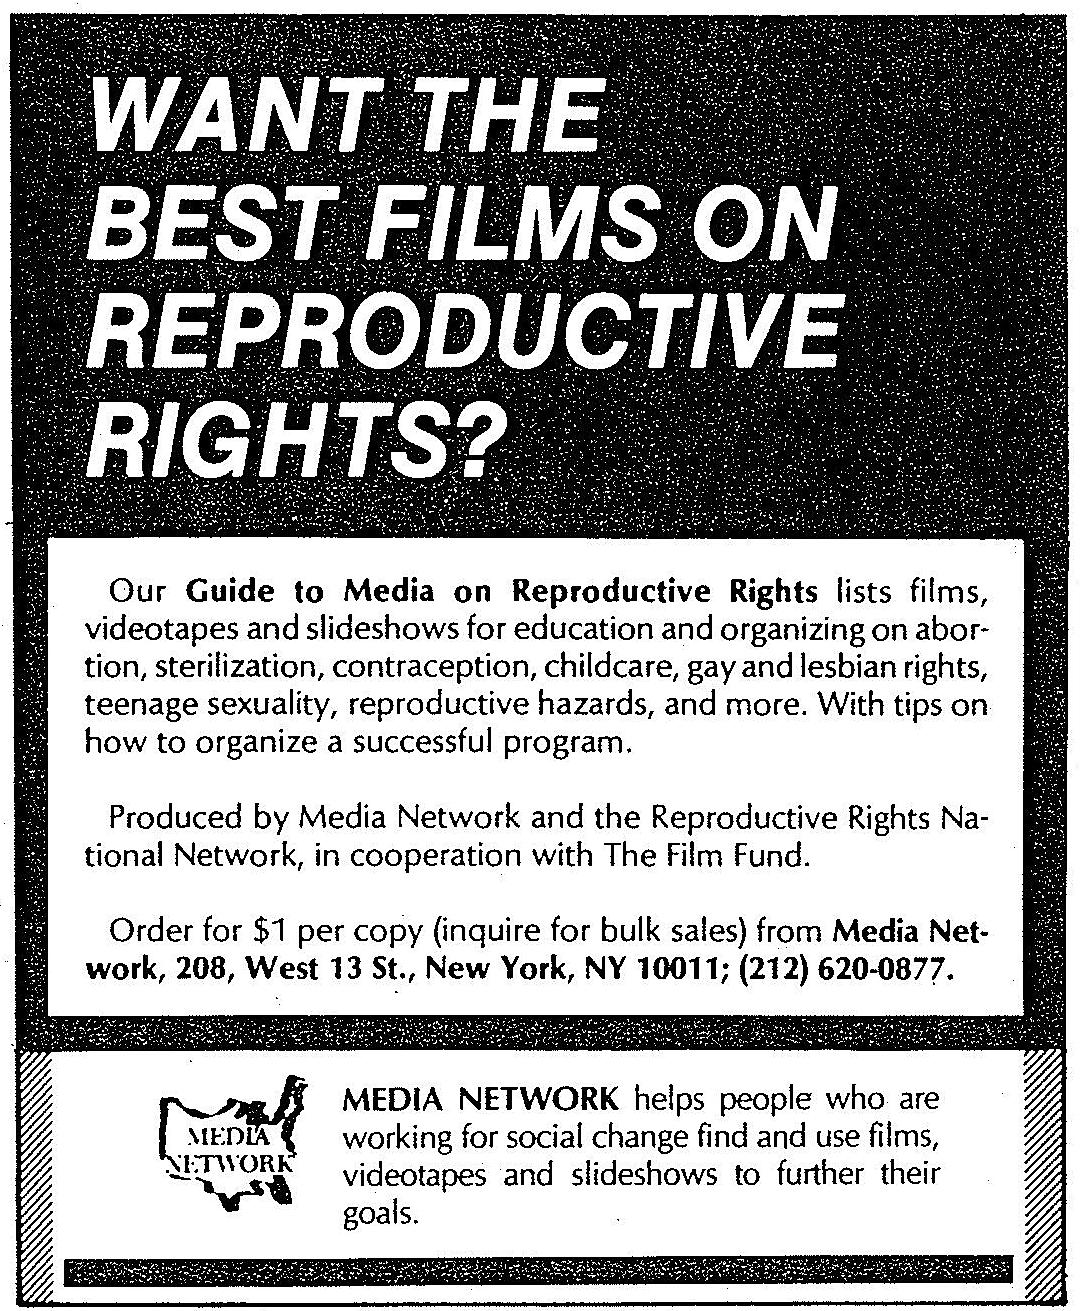 WANT THE
BEST FILMS ON
REPRODUCTIVE
RIGHTS?
Our Guide to Media on Reproductive Rights lists films,
videotapes and slideshows for education and organizing on abor-
tion, sterilization, contraception, childcare, gay and lesbian rights,
teenage sexuality, reproductive hazards, and more. With tips on
how to organize a successful program.
Produced by Media Network and the Reproductive Rights Na-
tional Network, in cooperation with The Film Fund.
Order for $1 per copy (inquire for bulk sales) from Media Net-
work, 208, West 13 St., New York, NY 10011; (212) 620-0877.
MEDIA
NETWORK
MEDIA NETWORK helps people who are
working for social change find and use films,
videotapes and slideshows to further their
goals.